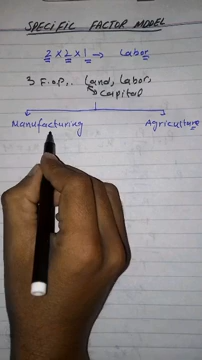 SPECIFIC FACTOR MODEL
2 × 2 × 1 → Labor
3 F.O.P.. Land, Labor,
→ Capital
Manufacturing Agriculture